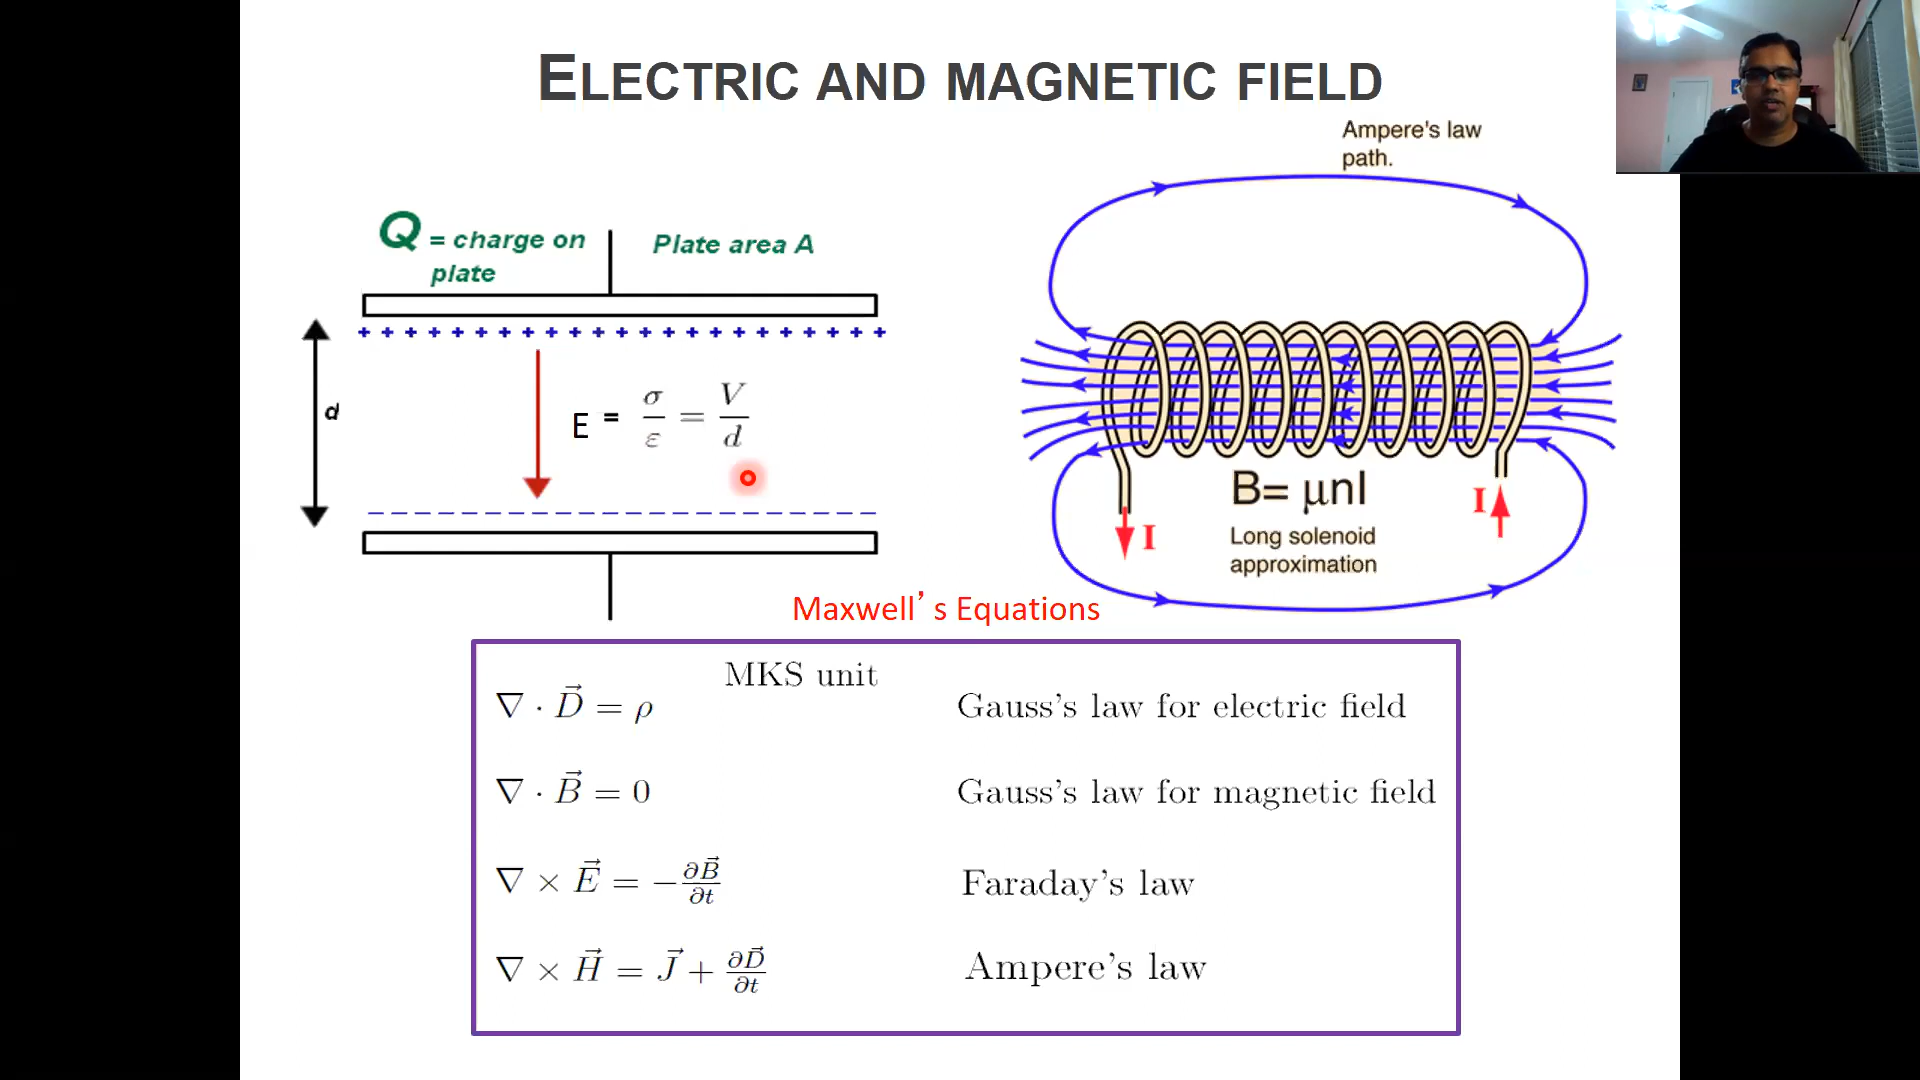 ELECTRIC AND MAGNETIC FIELD
Ampere's law
path.
Q = charge on
plate
Plate area A
+ + + + + + + + + + + + + + + + + + + + + + +
d
E = σ/ε = V/d
B= μnI
I
I
Long solenoid
approximation
Maxwell's Equations
MKS unit
∇ · D⃗ = ρ
Gauss's law for electric field
∇ · B⃗ = 0
Gauss's law for magnetic field
∇ × E⃗ = −∂B⃗/∂t
Faraday's law
∇ × H⃗ = J⃗ + ∂D⃗/∂t
Ampere's law